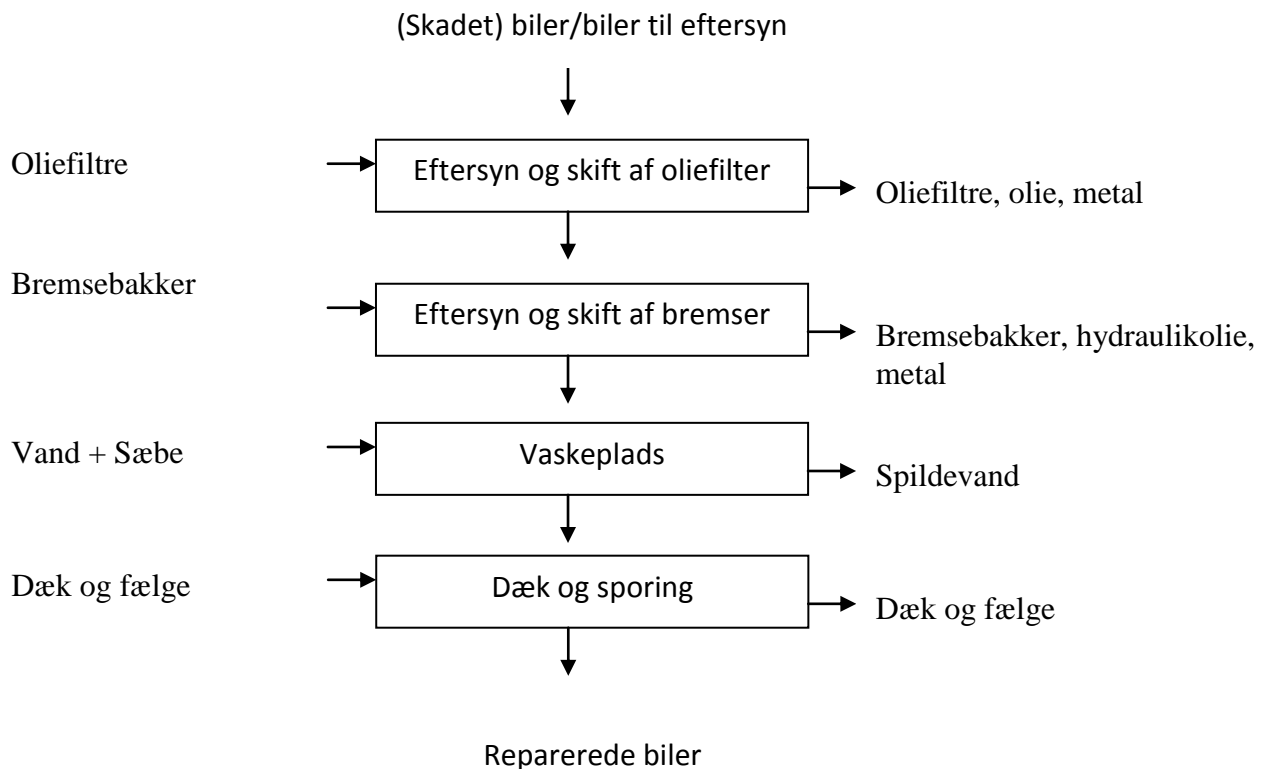 (Skadet) biler/biler til eftersyn
Oliefiltre
Eftersyn og skift af oliefilter
Oliefiltre, olie, metal
Bremsebakker
Eftersyn og skift af bremser
Bremsebakker, hydraulikolie,
metal
Vand + Sæbe
Vaskeplads
Spildevand
Dæk og fælge
Dæk og sporing
Dæk og fælge
Reparerede biler